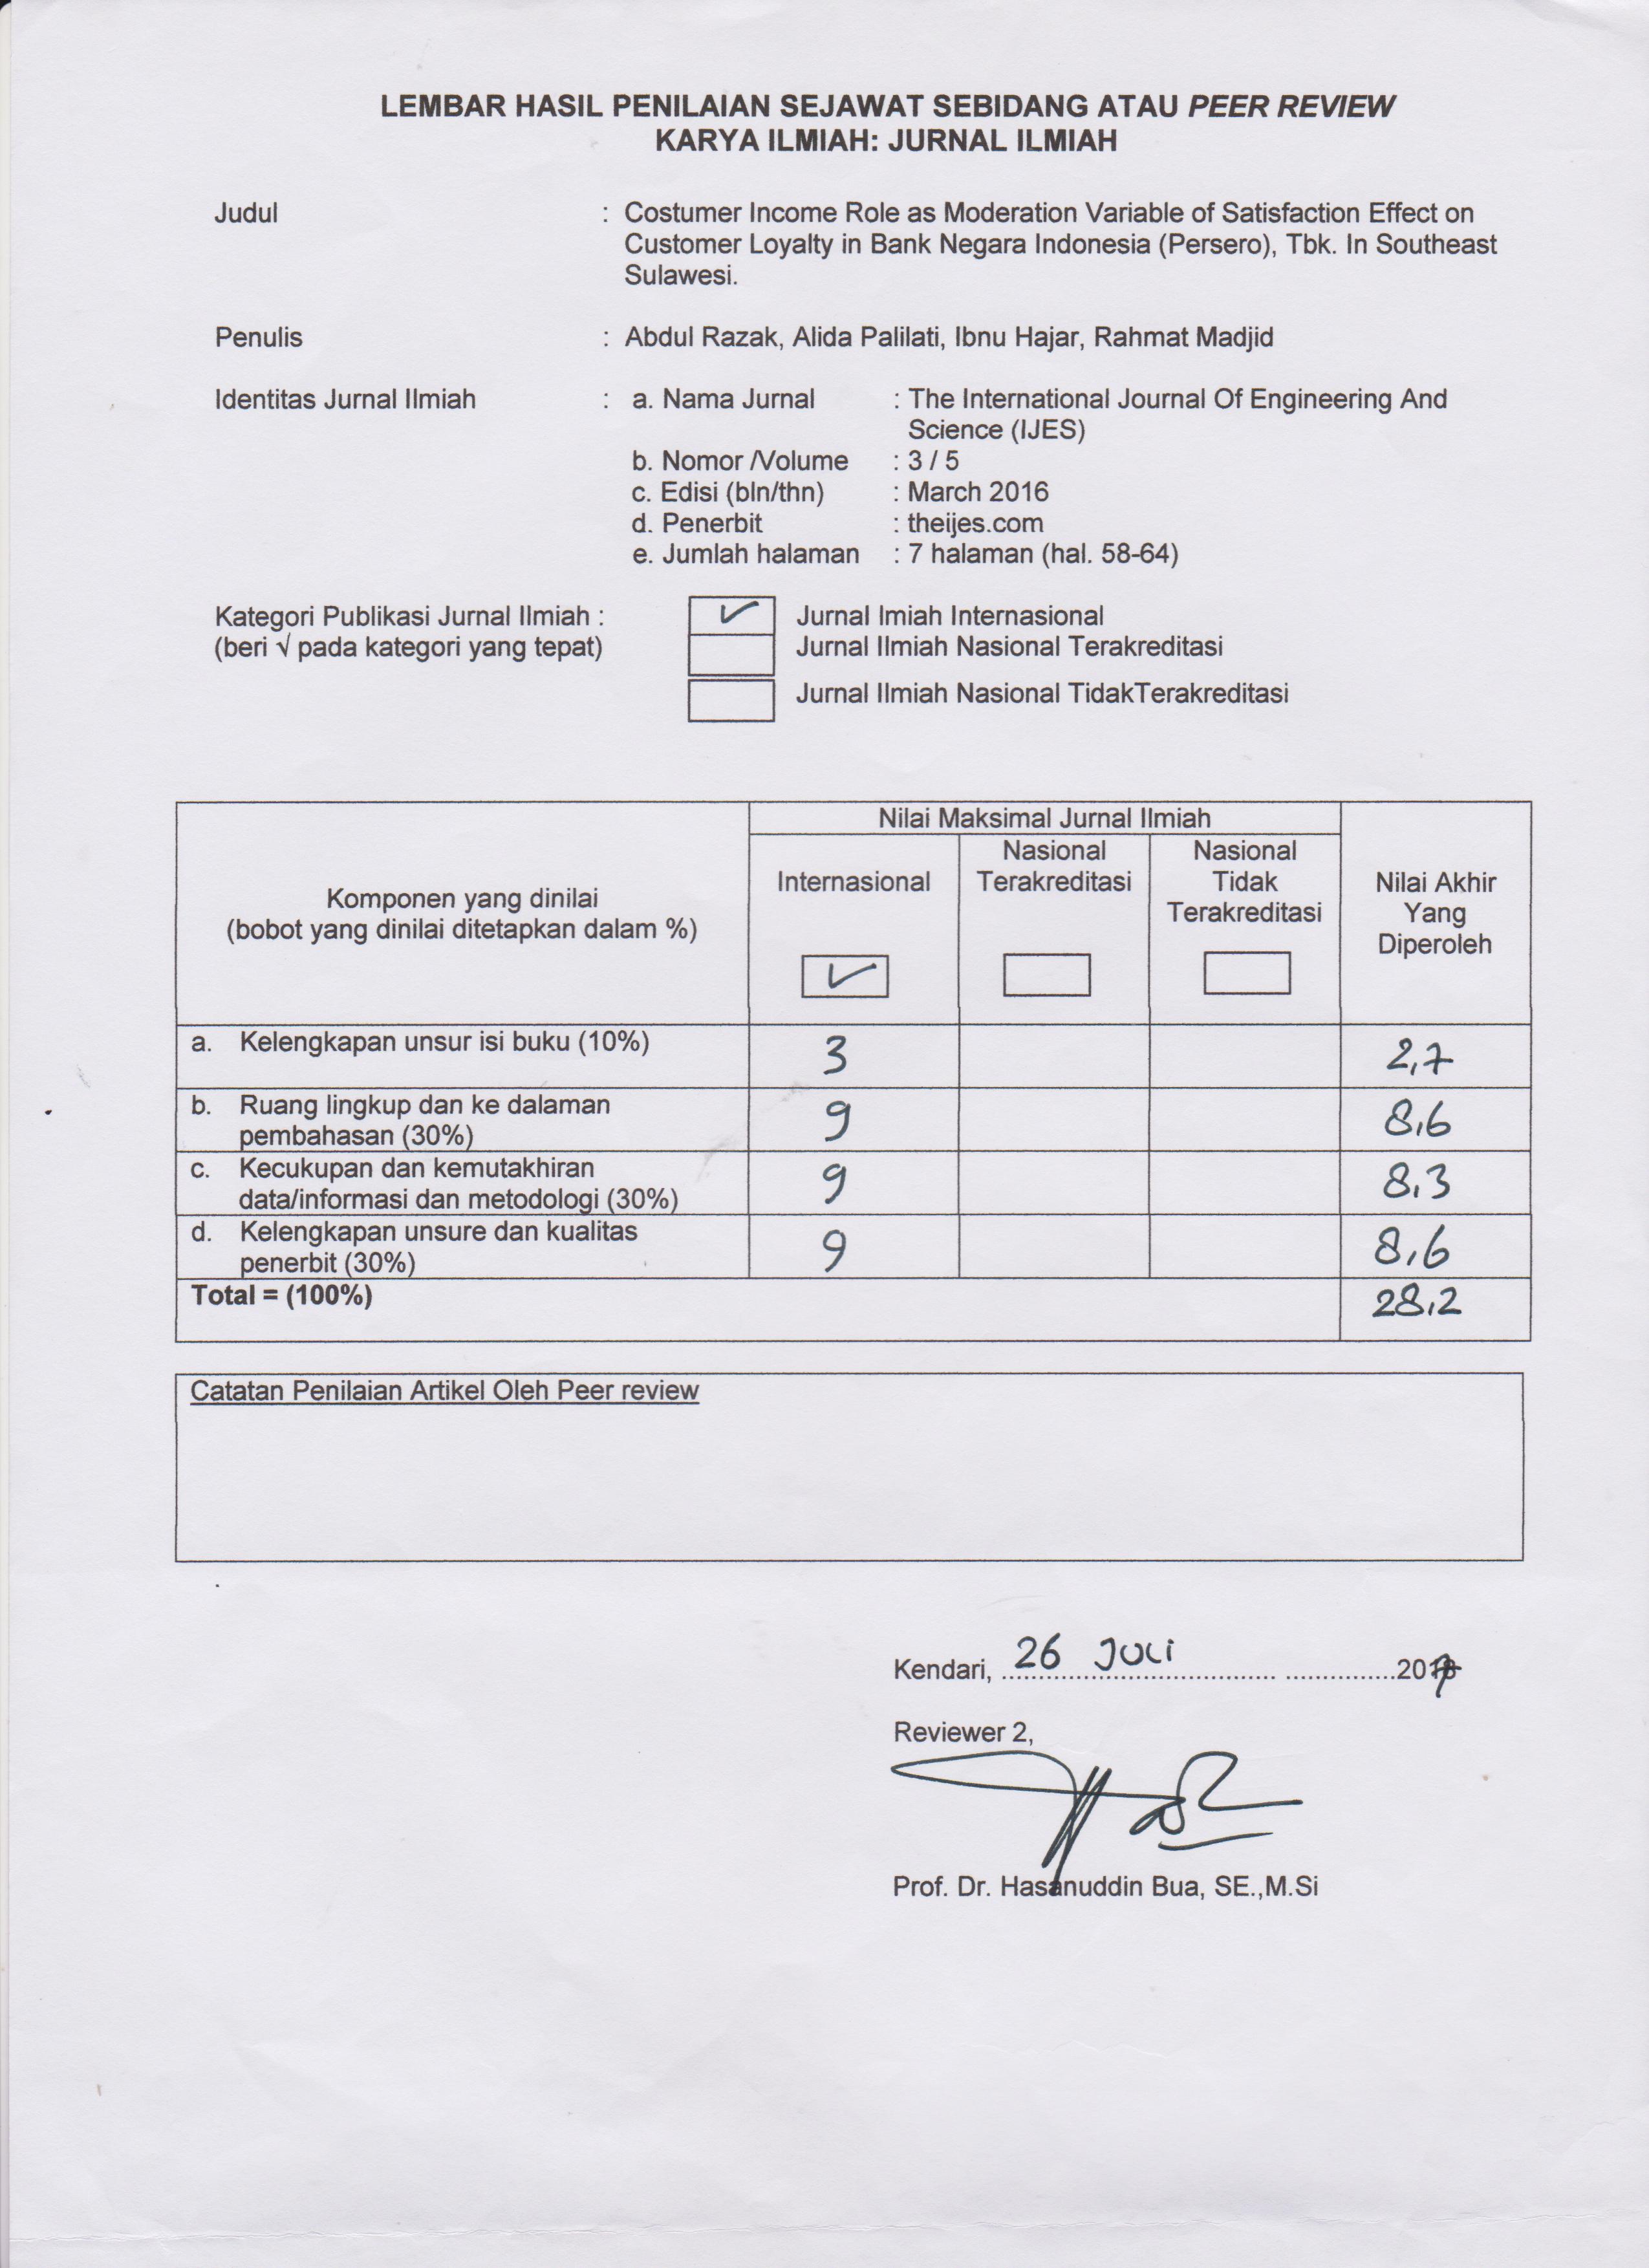 LEMBAR HASIL PENILAIAN SEJAWAT SEBIDANG ATAU PEER REVIEW
KARYA ILMIAH: JURNAL ILMIAH
Judul : Costumer Income Role as Moderation Variable of Satisfaction Effect on
Customer Loyalty in Bank Negara Indonesia (Persero), Tbk. In Southeast
Sulawesi.
Penulis : Abdul Razak, Alida Palilati, Ibnu Hajar, Rahmat Madjid
Identitas Jurnal Ilmiah : a. Nama Jurnal : The International Journal Of Engineering And
Science (IJES)
b. Nomor /Volume : 3 / 5
c. Edisi (bln/thn) : March 2016
d. Penerbit : theijes.com
e. Jumlah halaman : 7 halaman (hal. 58-64)
Kategori Publikasi Jurnal Ilmiah : ✓ Jurnal Imiah Internasional
(beri √ pada kategori yang tepat) Jurnal Ilmiah Nasional Terakreditasi
Jurnal Ilmiah Nasional TidakTerakreditasi
Komponen yang dinilai
(bobot yang dinilai ditetapkan dalam %)
Nilai Maksimal Jurnal Ilmiah
Internasional
✓
Nasional
Terakreditasi
Nasional
Tidak
Terakreditasi
Nilai Akhir
Yang
Diperoleh
a. Kelengkapan unsur isi buku (10%) 3 2,7
b. Ruang lingkup dan ke dalaman
pembahasan (30%) 9 8,6
c. Kecukupan dan kemutakhiran
data/informasi dan metodologi (30%) 9 8,3
d. Kelengkapan unsure dan kualitas
penerbit (30%) 9 8,6
Total = (100%) 28,2
Catatan Penilaian Artikel Oleh Peer review
Kendari, 26 JULI 2017
Reviewer 2,
Prof. Dr. Hasanuddin Bua, SE.,M.Si